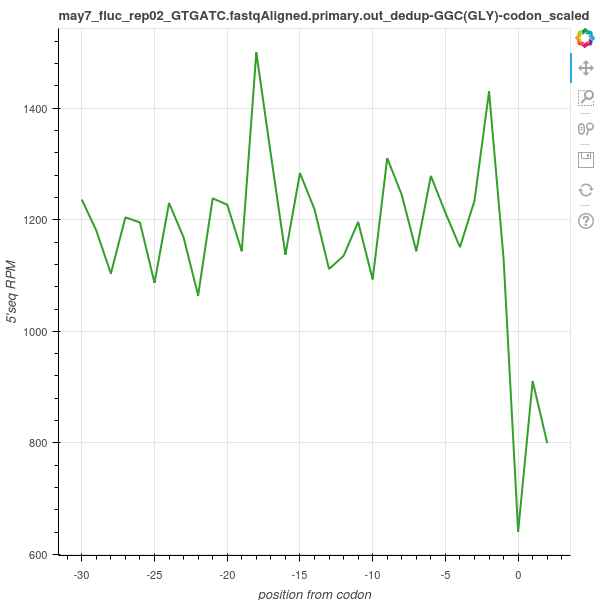 may7_fluc_rep02_GTGATC.fastqAligned.primary.out_dedup-GGC(GLY)-codon_scaled
1400
1200
1000
800
600
5'seq RPM
-30 -25 -20 -15 -10 -5 0
position from codon